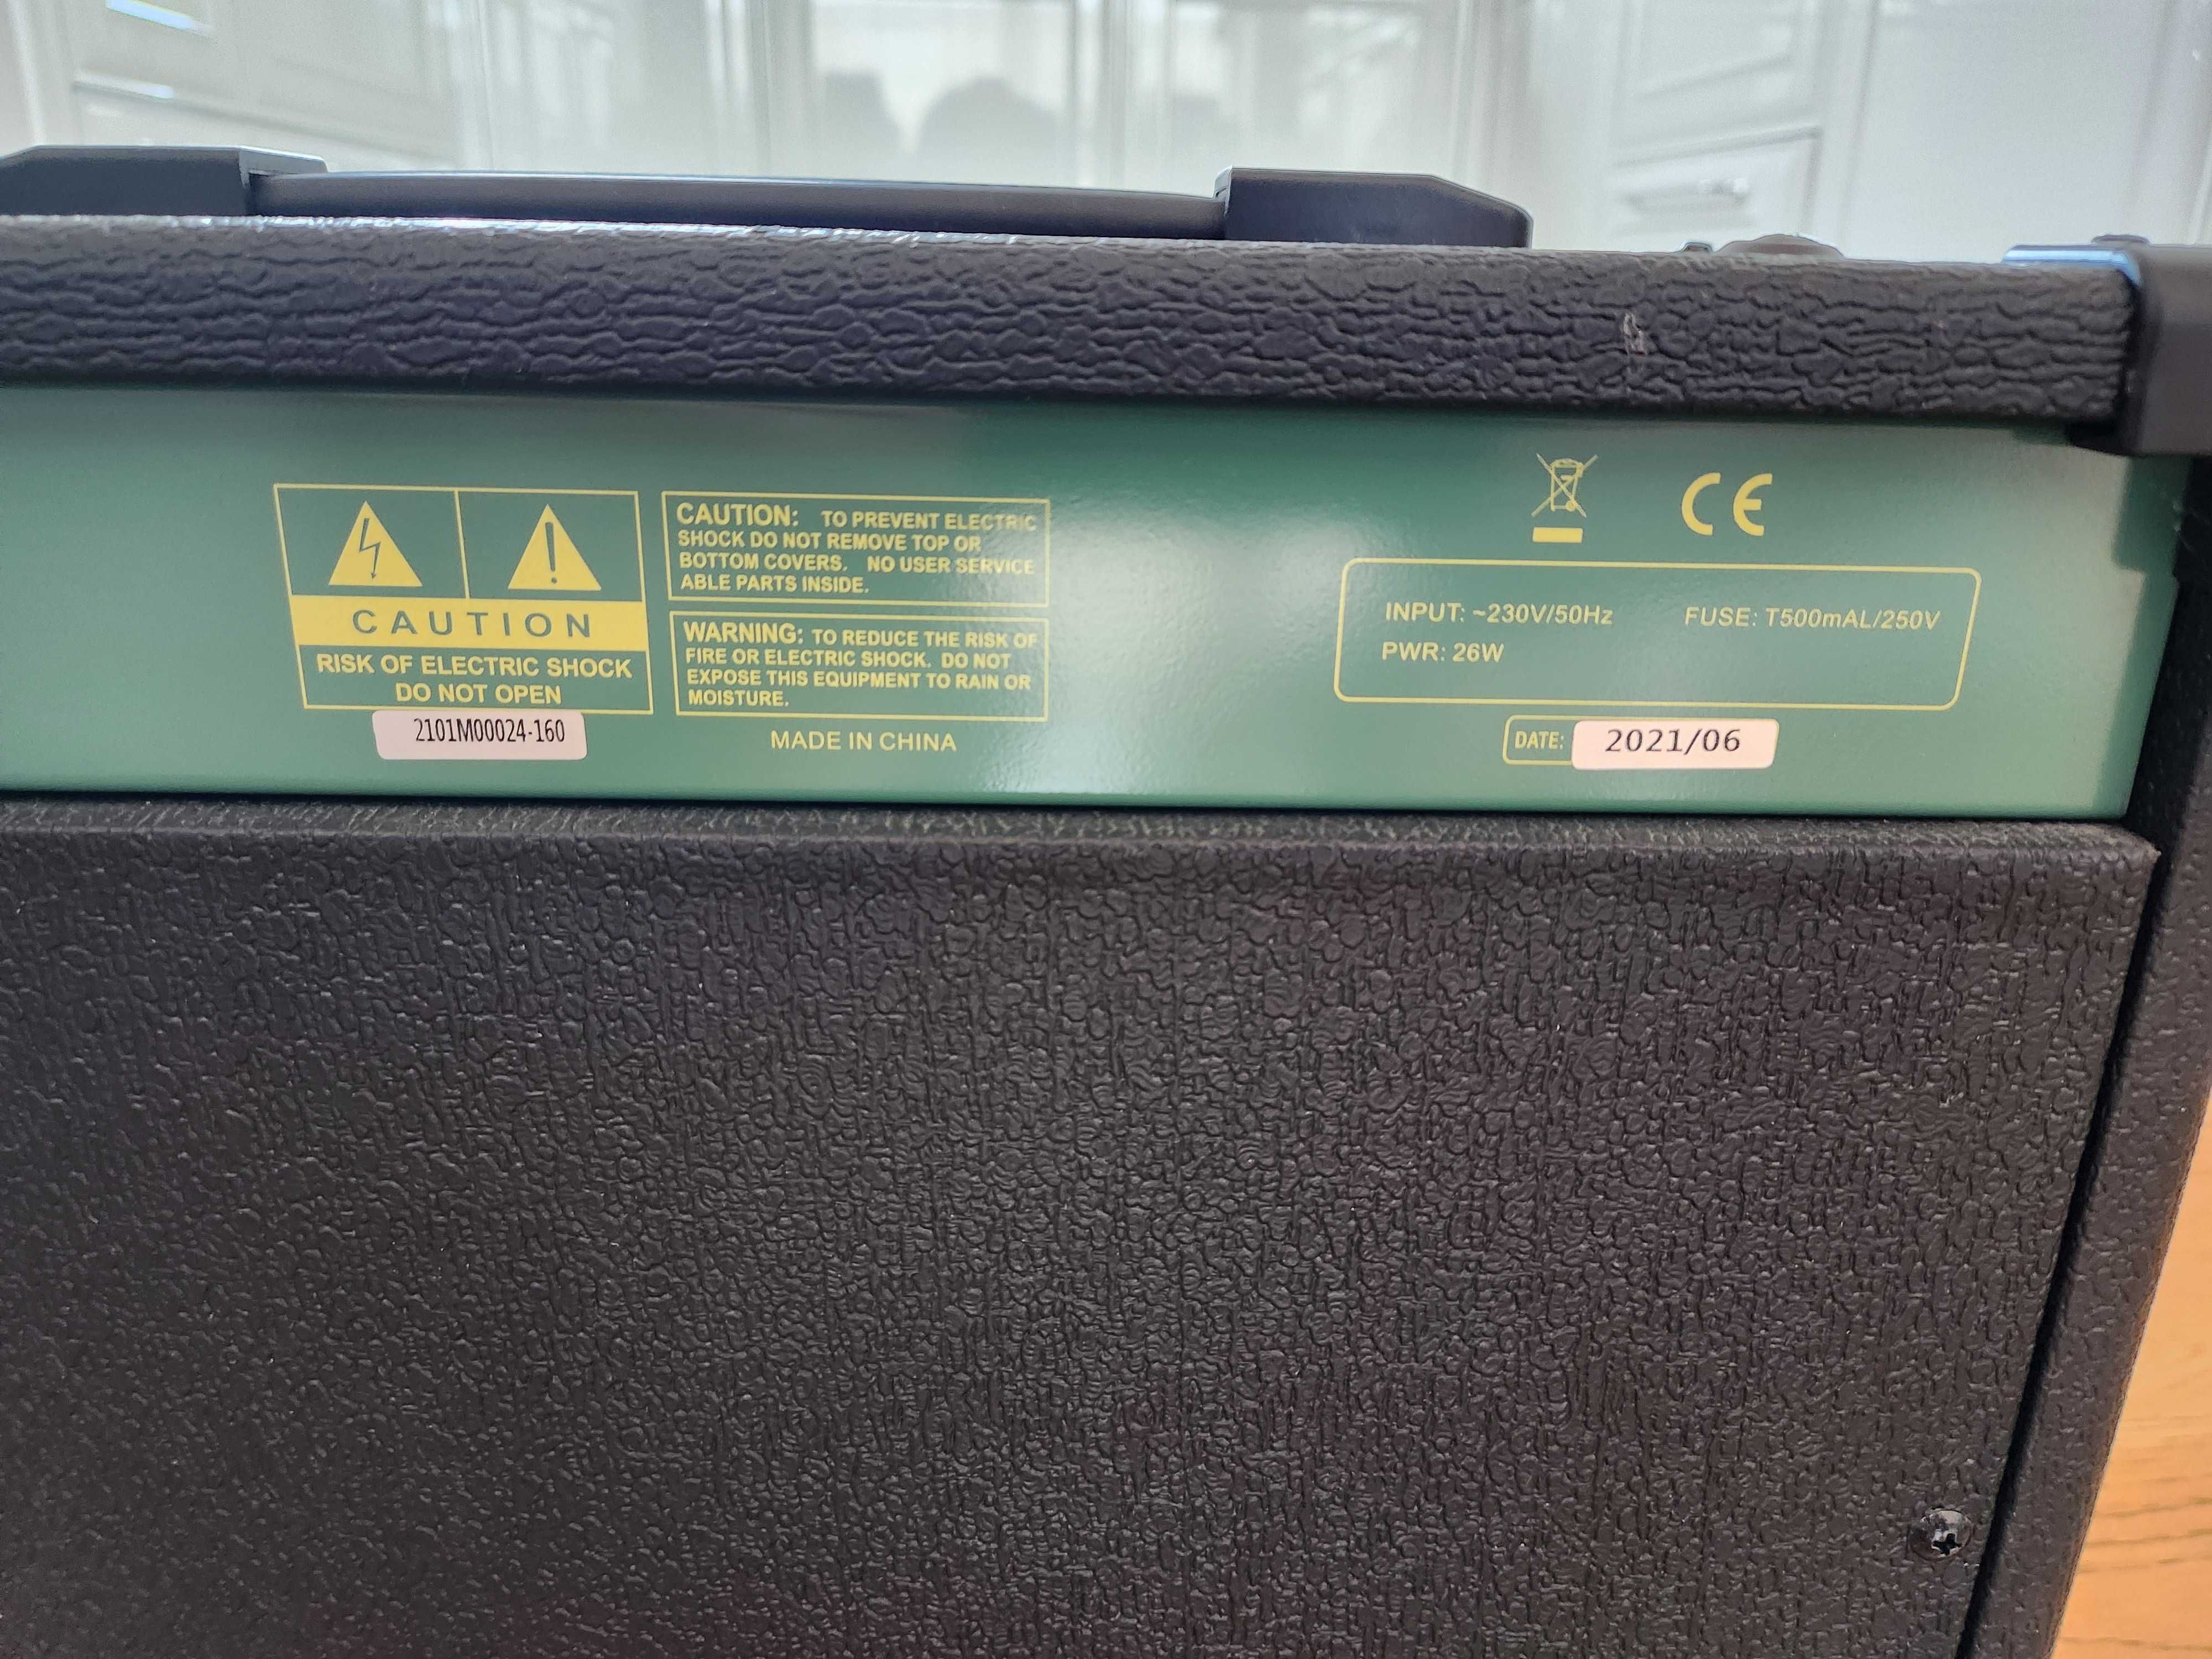 CAUTION
RISK OF ELECTRIC SHOCK
DO NOT OPEN
2101M00024-160
CAUTION: TO PREVENT ELECTRIC
SHOCK DO NOT REMOVE TOP OR
BOTTOM COVERS. NO USER SERVICE
ABLE PARTS INSIDE.
WARNING: TO REDUCE THE RISK OF
FIRE OR ELECTRIC SHOCK. DO NOT
EXPOSE THIS EQUIPMENT TO RAIN OR
MOISTURE.
MADE IN CHINA
CE
INPUT: ~230V/50Hz FUSE: T500mAL/250V
PWR: 26W
DATE: 2021/06